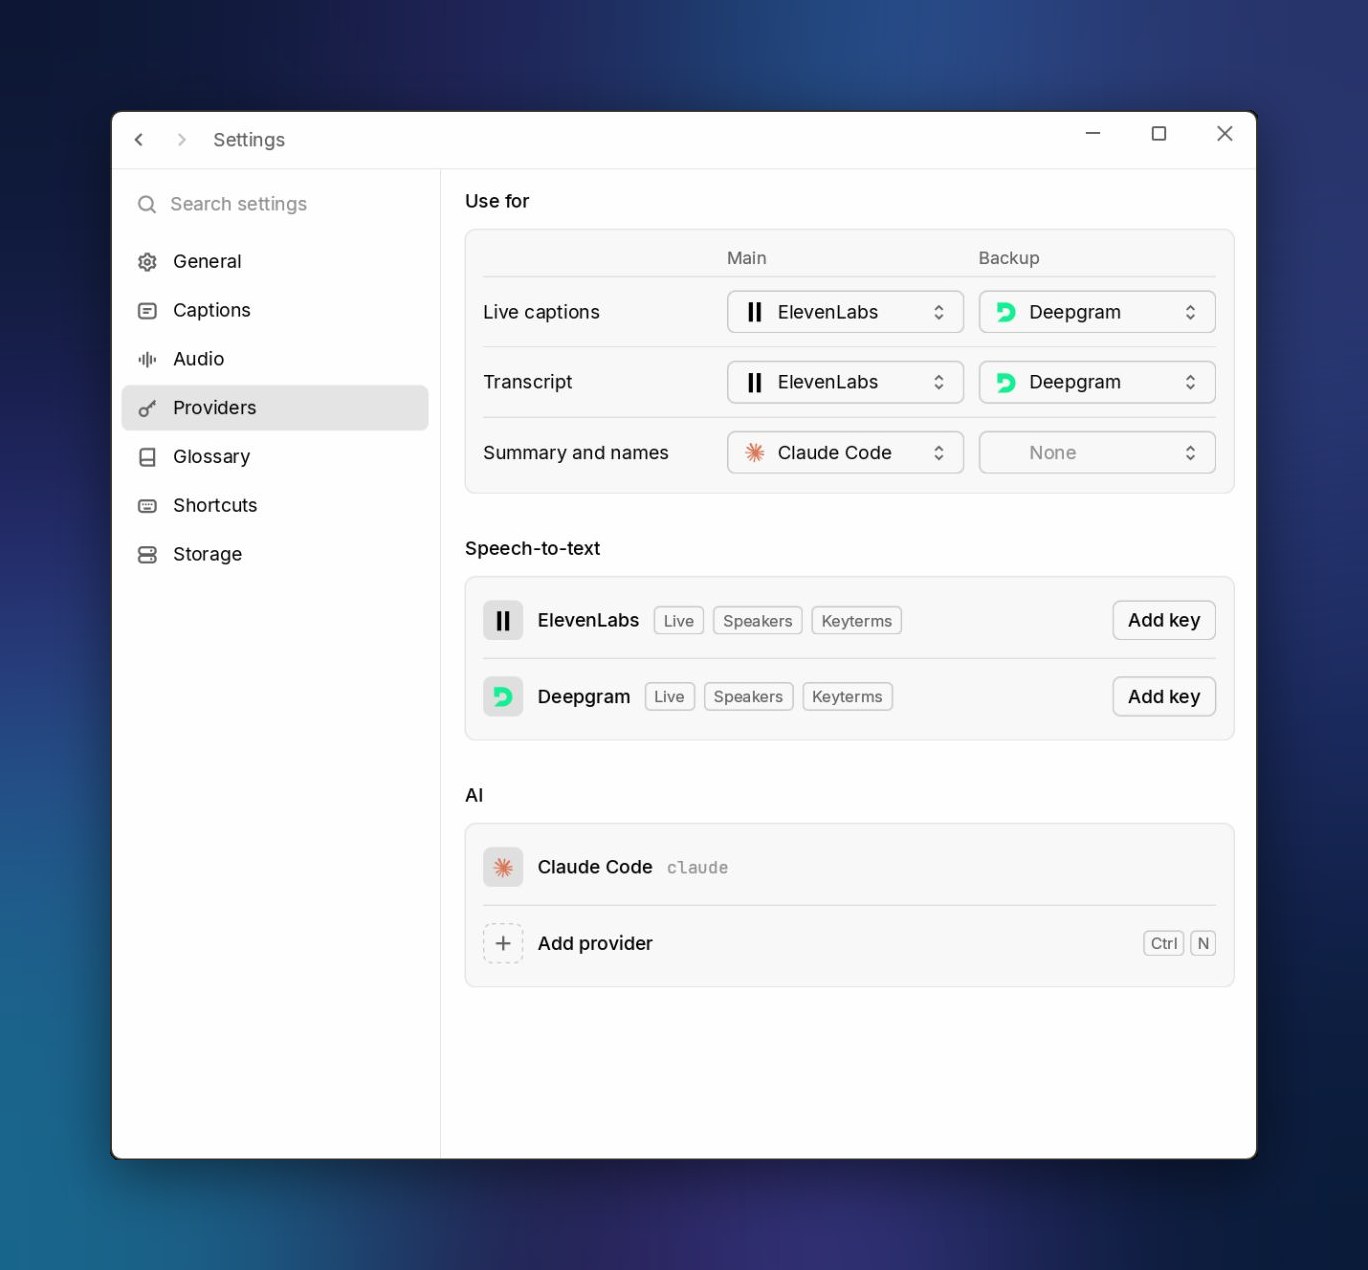 Settings
Search settings
General
Captions
Audio
Providers
Glossary
Shortcuts
Storage
Use for
Main Backup
Live captions ElevenLabs Deepgram
Transcript ElevenLabs Deepgram
Summary and names Claude Code None
Speech-to-text
ElevenLabs Live Speakers Keyterms Add key
Deepgram Live Speakers Keyterms Add key
AI
Claude Code claude
Add provider Ctrl N